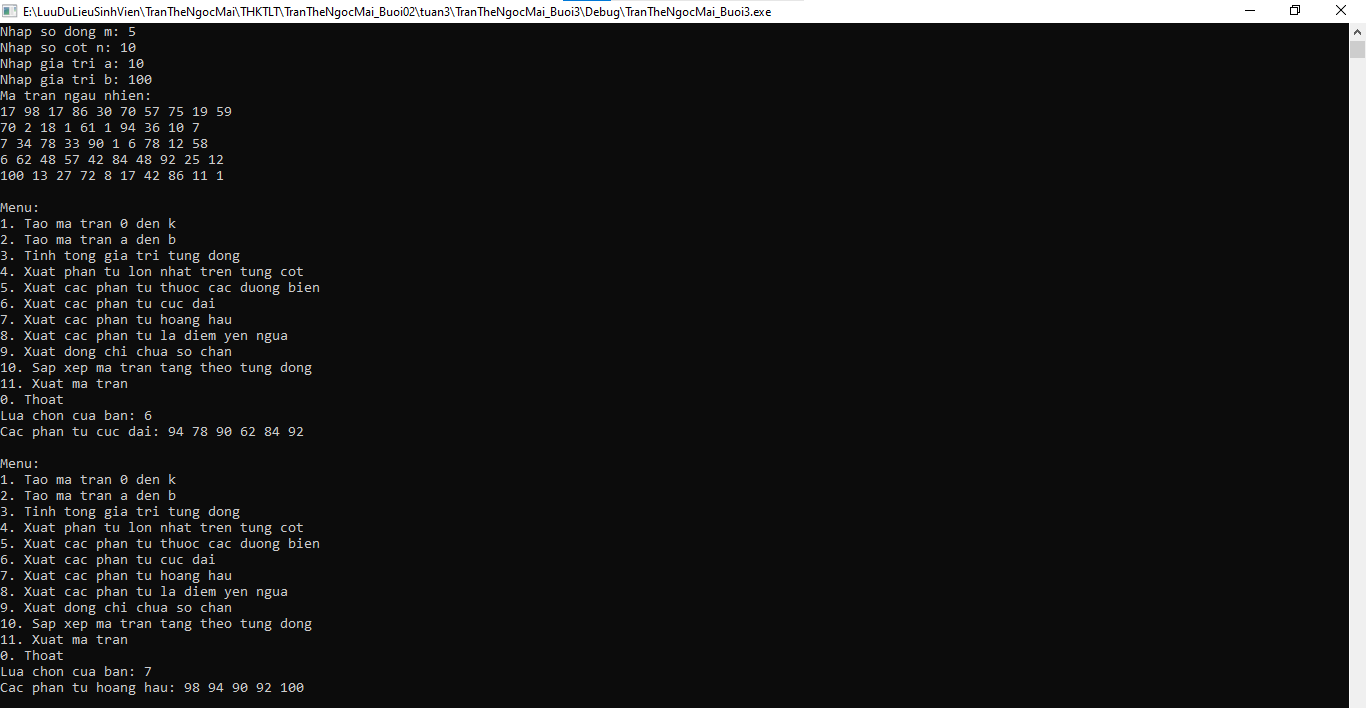 E:\LuuDuLieuSinhVien\TranTheNgocMai\THKTLT\TranTheNgocMai_Buoi02\tuan3\TranTheNgocMai_Buoi3\Debug\TranTheNgocMai_Buoi3.exe
Nhap so dong m: 5
Nhap so cot n: 10
Nhap gia tri a: 10
Nhap gia tri b: 100
Ma tran ngau nhien:
17 98 17 86 30 70 57 75 19 59
70 2 18 1 61 1 94 36 10 7
7 34 78 33 90 1 6 78 12 58
6 62 48 57 42 84 48 92 25 12
100 13 27 72 8 17 42 86 11 1
Menu:
1. Tao ma tran 0 den k
2. Tao ma tran a den b
3. Tinh tong gia tri tung dong
4. Xuat phan tu lon nhat tren tung cot
5. Xuat cac phan tu thuoc cac duong bien
6. Xuat cac phan tu cuc dai
7. Xuat cac phan tu hoang hau
8. Xuat cac phan tu la diem yen ngua
9. Xuat dong chi chua so chan
10. Sap xep ma tran tang theo tung dong
11. Xuat ma tran
0. Thoat
Lua chon cua ban: 6
Cac phan tu cuc dai: 94 78 90 62 84 92
Menu:
1. Tao ma tran 0 den k
2. Tao ma tran a den b
3. Tinh tong gia tri tung dong
4. Xuat phan tu lon nhat tren tung cot
5. Xuat cac phan tu thuoc cac duong bien
6. Xuat cac phan tu cuc dai
7. Xuat cac phan tu hoang hau
8. Xuat cac phan tu la diem yen ngua
9. Xuat dong chi chua so chan
10. Sap xep ma tran tang theo tung dong
11. Xuat ma tran
0. Thoat
Lua chon cua ban: 7
Cac phan tu hoang hau: 98 94 90 92 100